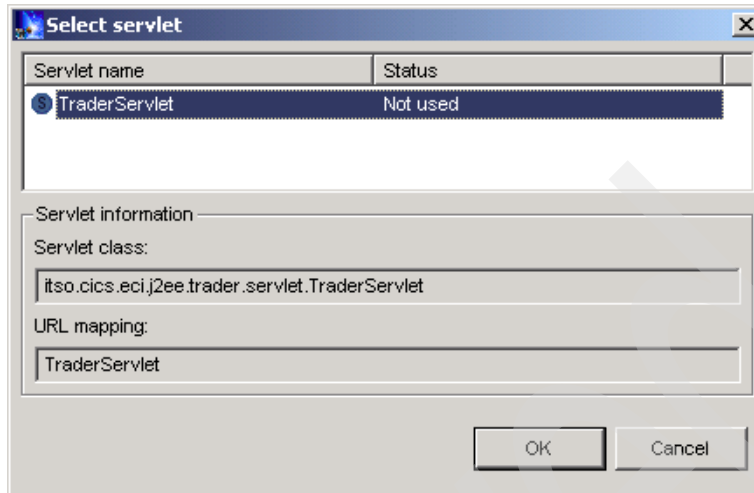 Select servlet
Servlet name Status
S TraderServlet Not used
Servlet information
Servlet class:
itso.cics.eci.j2ee.trader.servlet.TraderServlet
URL mapping:
TraderServlet
OK Cancel